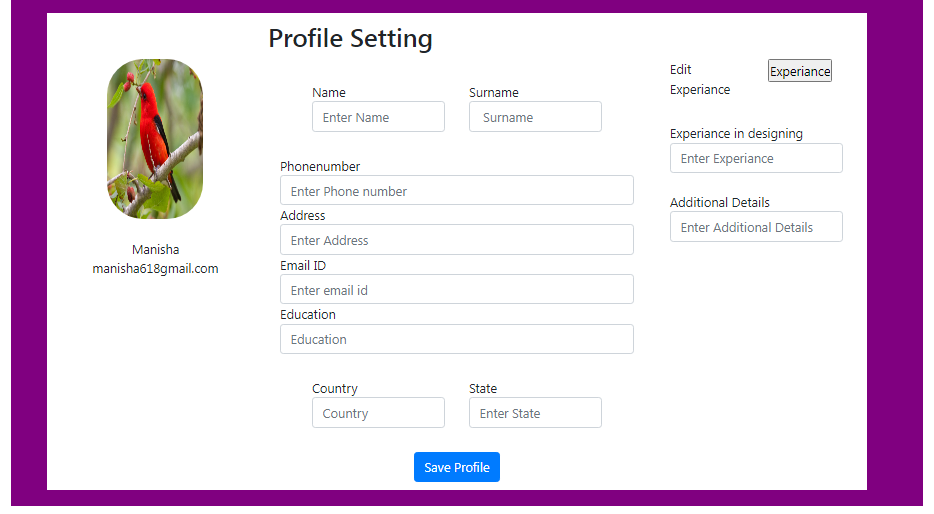 Profile Setting
Manisha
manisha618gmail.com
Name
Surname
Enter Name
Surname
Phonenumber
Enter Phone number
Address
Enter Address
Email ID
Enter email id
Education
Education
Country
State
Country
Enter State
Save Profile
Edit
Experiance
Experiance
Experiance in designing
Enter Experiance
Additional Details
Enter Additional Details